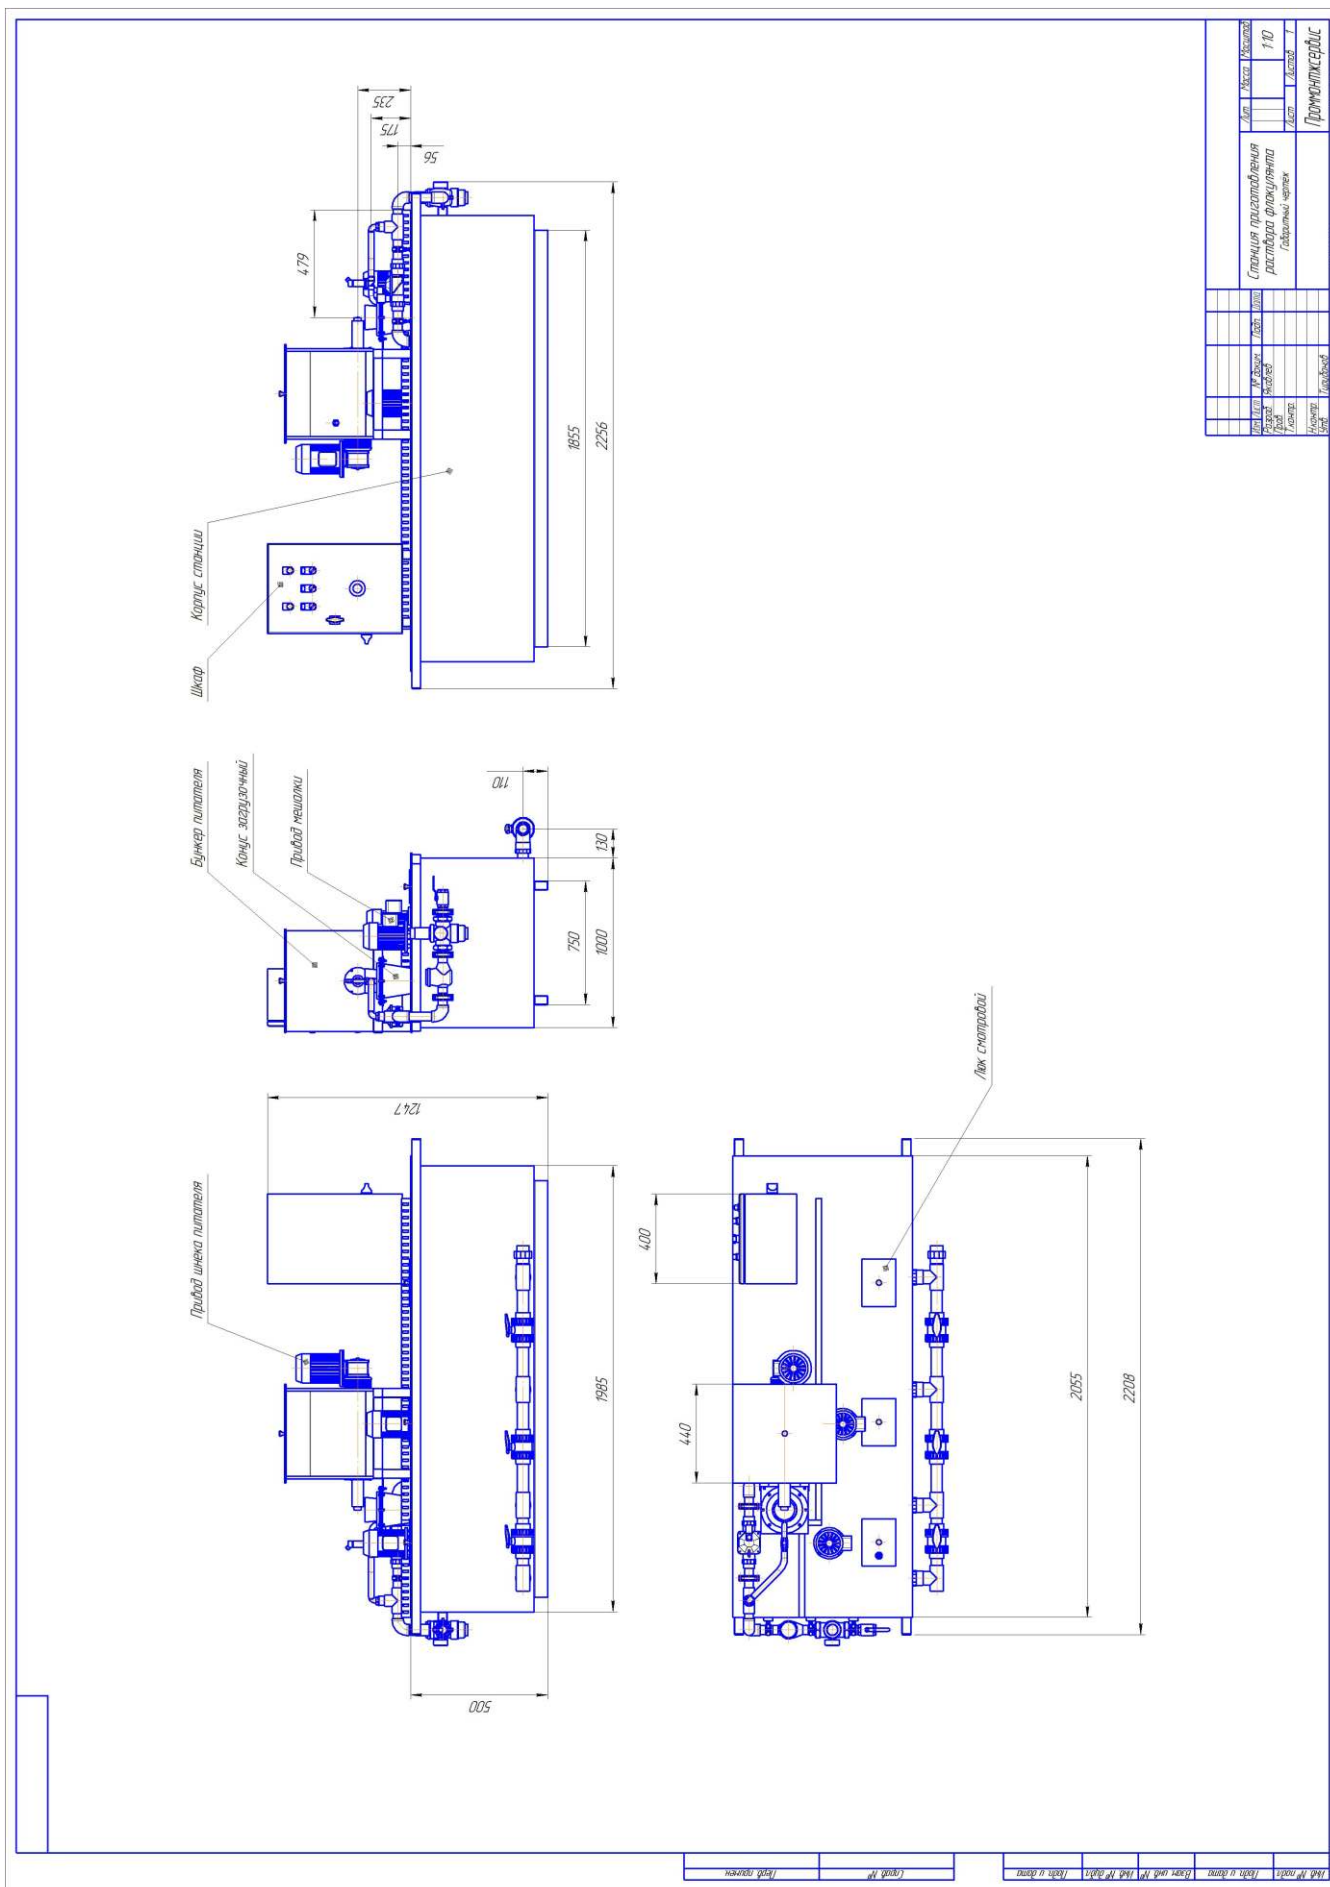 Привод шнека питателя
1247
1985
500
Бункер питателя
Конус загрузочный
Привод мешалки
110
130
750
1000
Шкаф
Корпус станции
479
235
175
56
1855
2256
400
440
2055
2208
Люк смотровой
Перв. примен.
Справ. №
Подп. и дата
Инв. № дубл.
Взам. инв. №
Подп. и дата
Инв. № подл.
Изм. Лист № докум. Подп. Дата
Разраб. Яковлев
Пров.
Т.контр.
Н.контр.
Утв.
Станция приготовления
раствора флокулянта
Габаритный чертеж
Лит. Масса Масштаб
1:10
Лист Листов 1
Проммонтжсервис